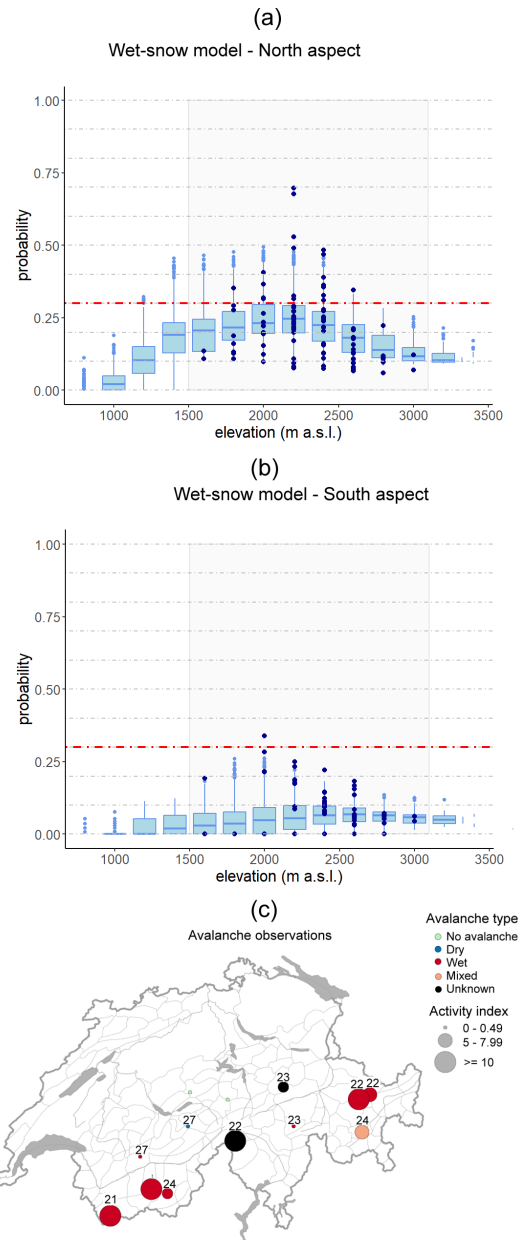 (a)
Wet-snow model - North aspect
1.00
0.75
0.50
0.25
0.00
probability
1000 1500 2000 2500 3000 3500
elevation (m a.s.l.)
(b)
Wet-snow model - South aspect
1.00
0.75
0.50
0.25
0.00
probability
1000 1500 2000 2500 3000 3500
elevation (m a.s.l.)
(c)
Avalanche observations
Avalanche type
No avalanche
Dry
Wet
Mixed
Unknown
Activity index
0 - 0.49
5 - 7.99
>= 10
23
22 22
27
22
23
24
27
24
21